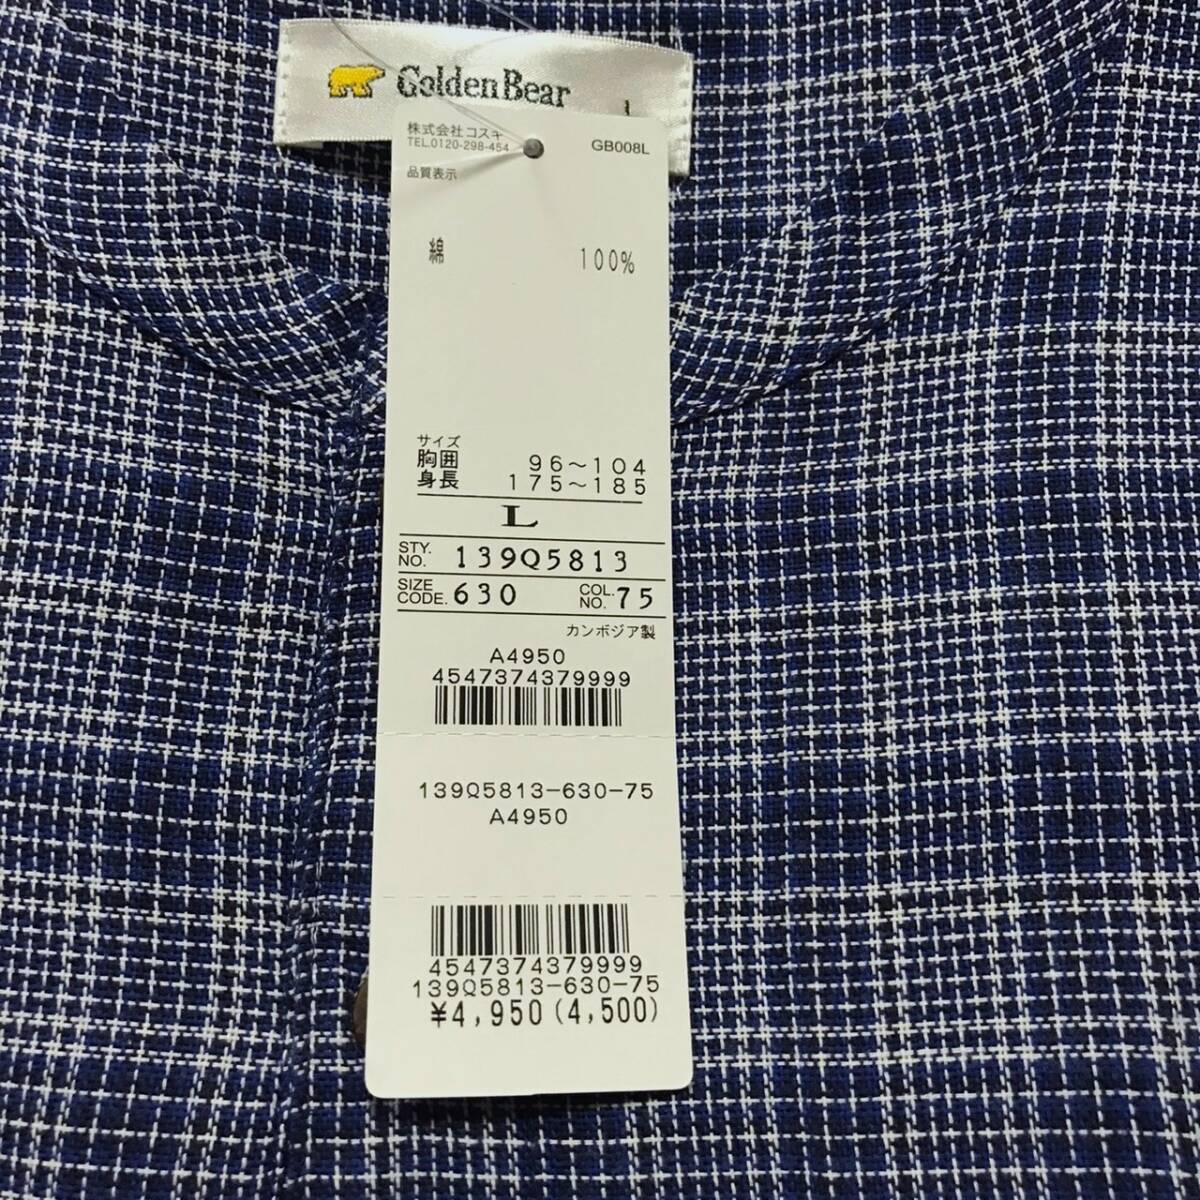 Golden Bear
株式会社コスギ
TEL.0120-298-454
GB008L
品質表示
綿 100%
サイズ
胸囲 96～104
身長 175～185
L
STY. NO. 139Q5813
SIZE CODE. 630 COL. NO. 75
カンボジア製
A4950
4547374379999
139Q5813-630-75
A4950
4547374379999
139Q5813-630-75
¥4,950(4,500)